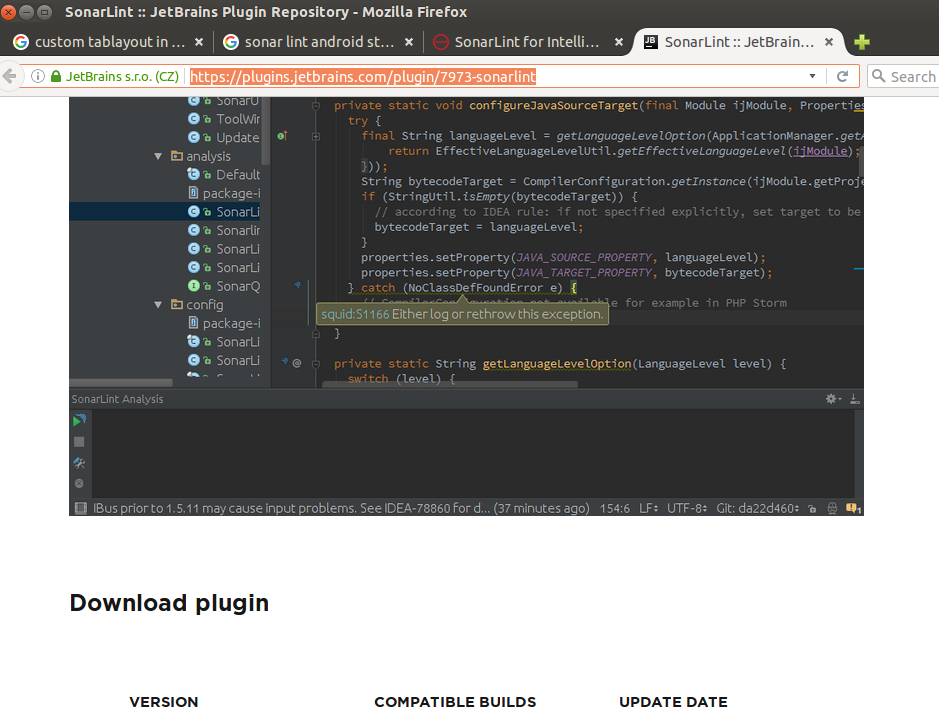 SonarLint :: JetBrains Plugin Repository - Mozilla Firefox
custom tablayout in ... × sonar lint android st... × SonarLint for Intelli... × SonarLint :: JetBrain... ×
JetBrains s.r.o. (CZ) https://plugins.jetbrains.com/plugin/7973-sonarlint Search
SonarU private static void configureJavaSourceTarget(final Module ijModule, Properties
ToolWin try {
Update final String languageLevel = getLanguageLevelOption(ApplicationManager.getA
analysis return EffectiveLanguageLevelUtil.getEffectiveLanguageLevel(ijModule);
}));
Default String bytecodeTarget = CompilerConfiguration.getInstance(ijModule.getProje
package-i if (StringUtil.isEmpty(bytecodeTarget)) {
SonarLi // according to IDEA rule: if not specified explicitly, set target to be
Sonarlin bytecodeTarget = languageLevel;
SonarLi }
properties.setProperty(JAVA_SOURCE_PROPERTY, languageLevel);
SonarLi properties.setProperty(JAVA_TARGET_PROPERTY, bytecodeTarget);
SonarQ } catch (NoClassDefFoundError e) {
config // CompilerConfiguration not available for example in PHP Storm
package-i squid:S1166 Either log or rethrow this exception.
SonarLi }
SonarLi private static String getLanguageLevelOption(LanguageLevel level) {
switch (level) {
SonarLint Analysis
IBus prior to 1.5.11 may cause input problems. See IDEA-78860 for d... (37 minutes ago) 154:6 LF÷ UTF-8÷ Git: da22d460÷
Download plugin
VERSION COMPATIBLE BUILDS UPDATE DATE